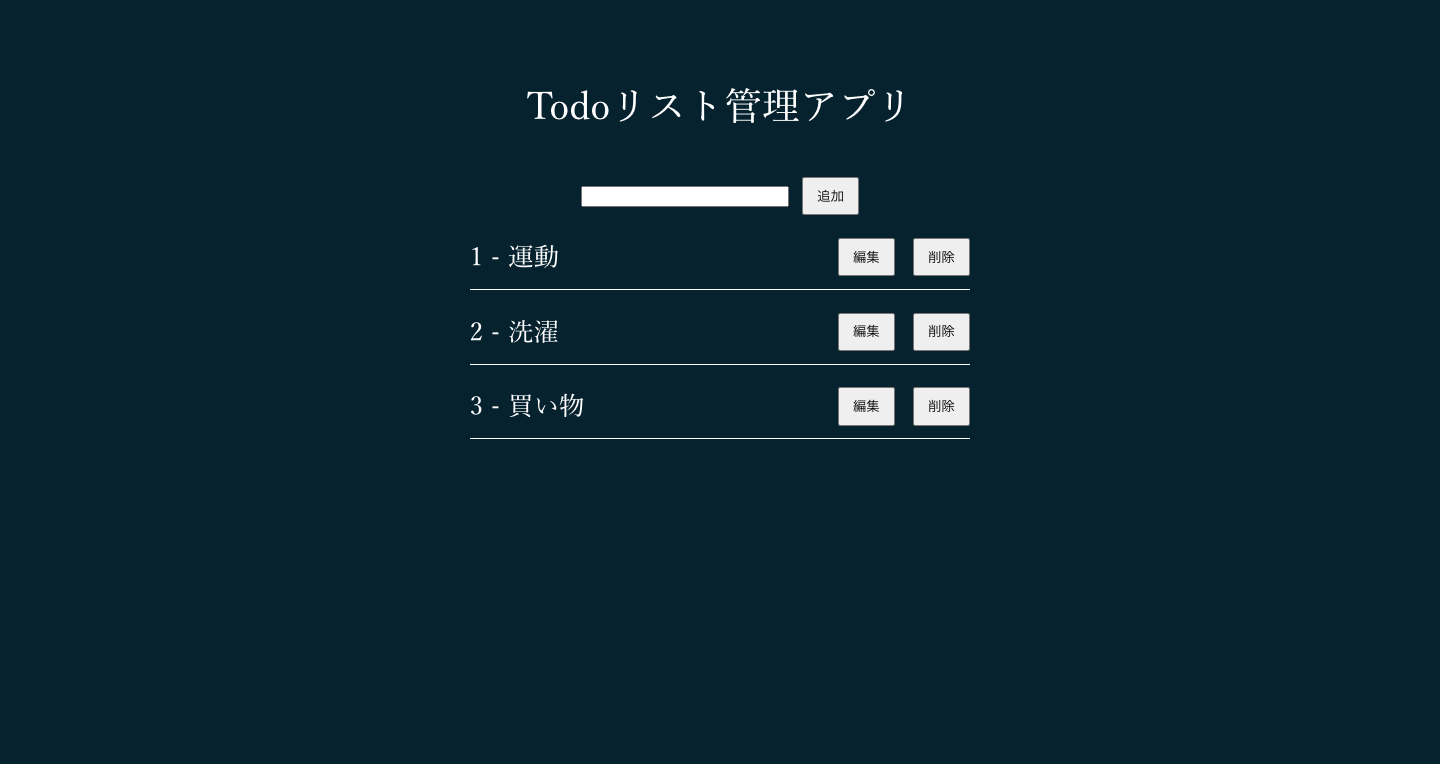 Todoリスト管理アプリ
追加
1 - 運動 編集 削除
2 - 洗濯 編集 削除
3 - 買い物 編集 削除